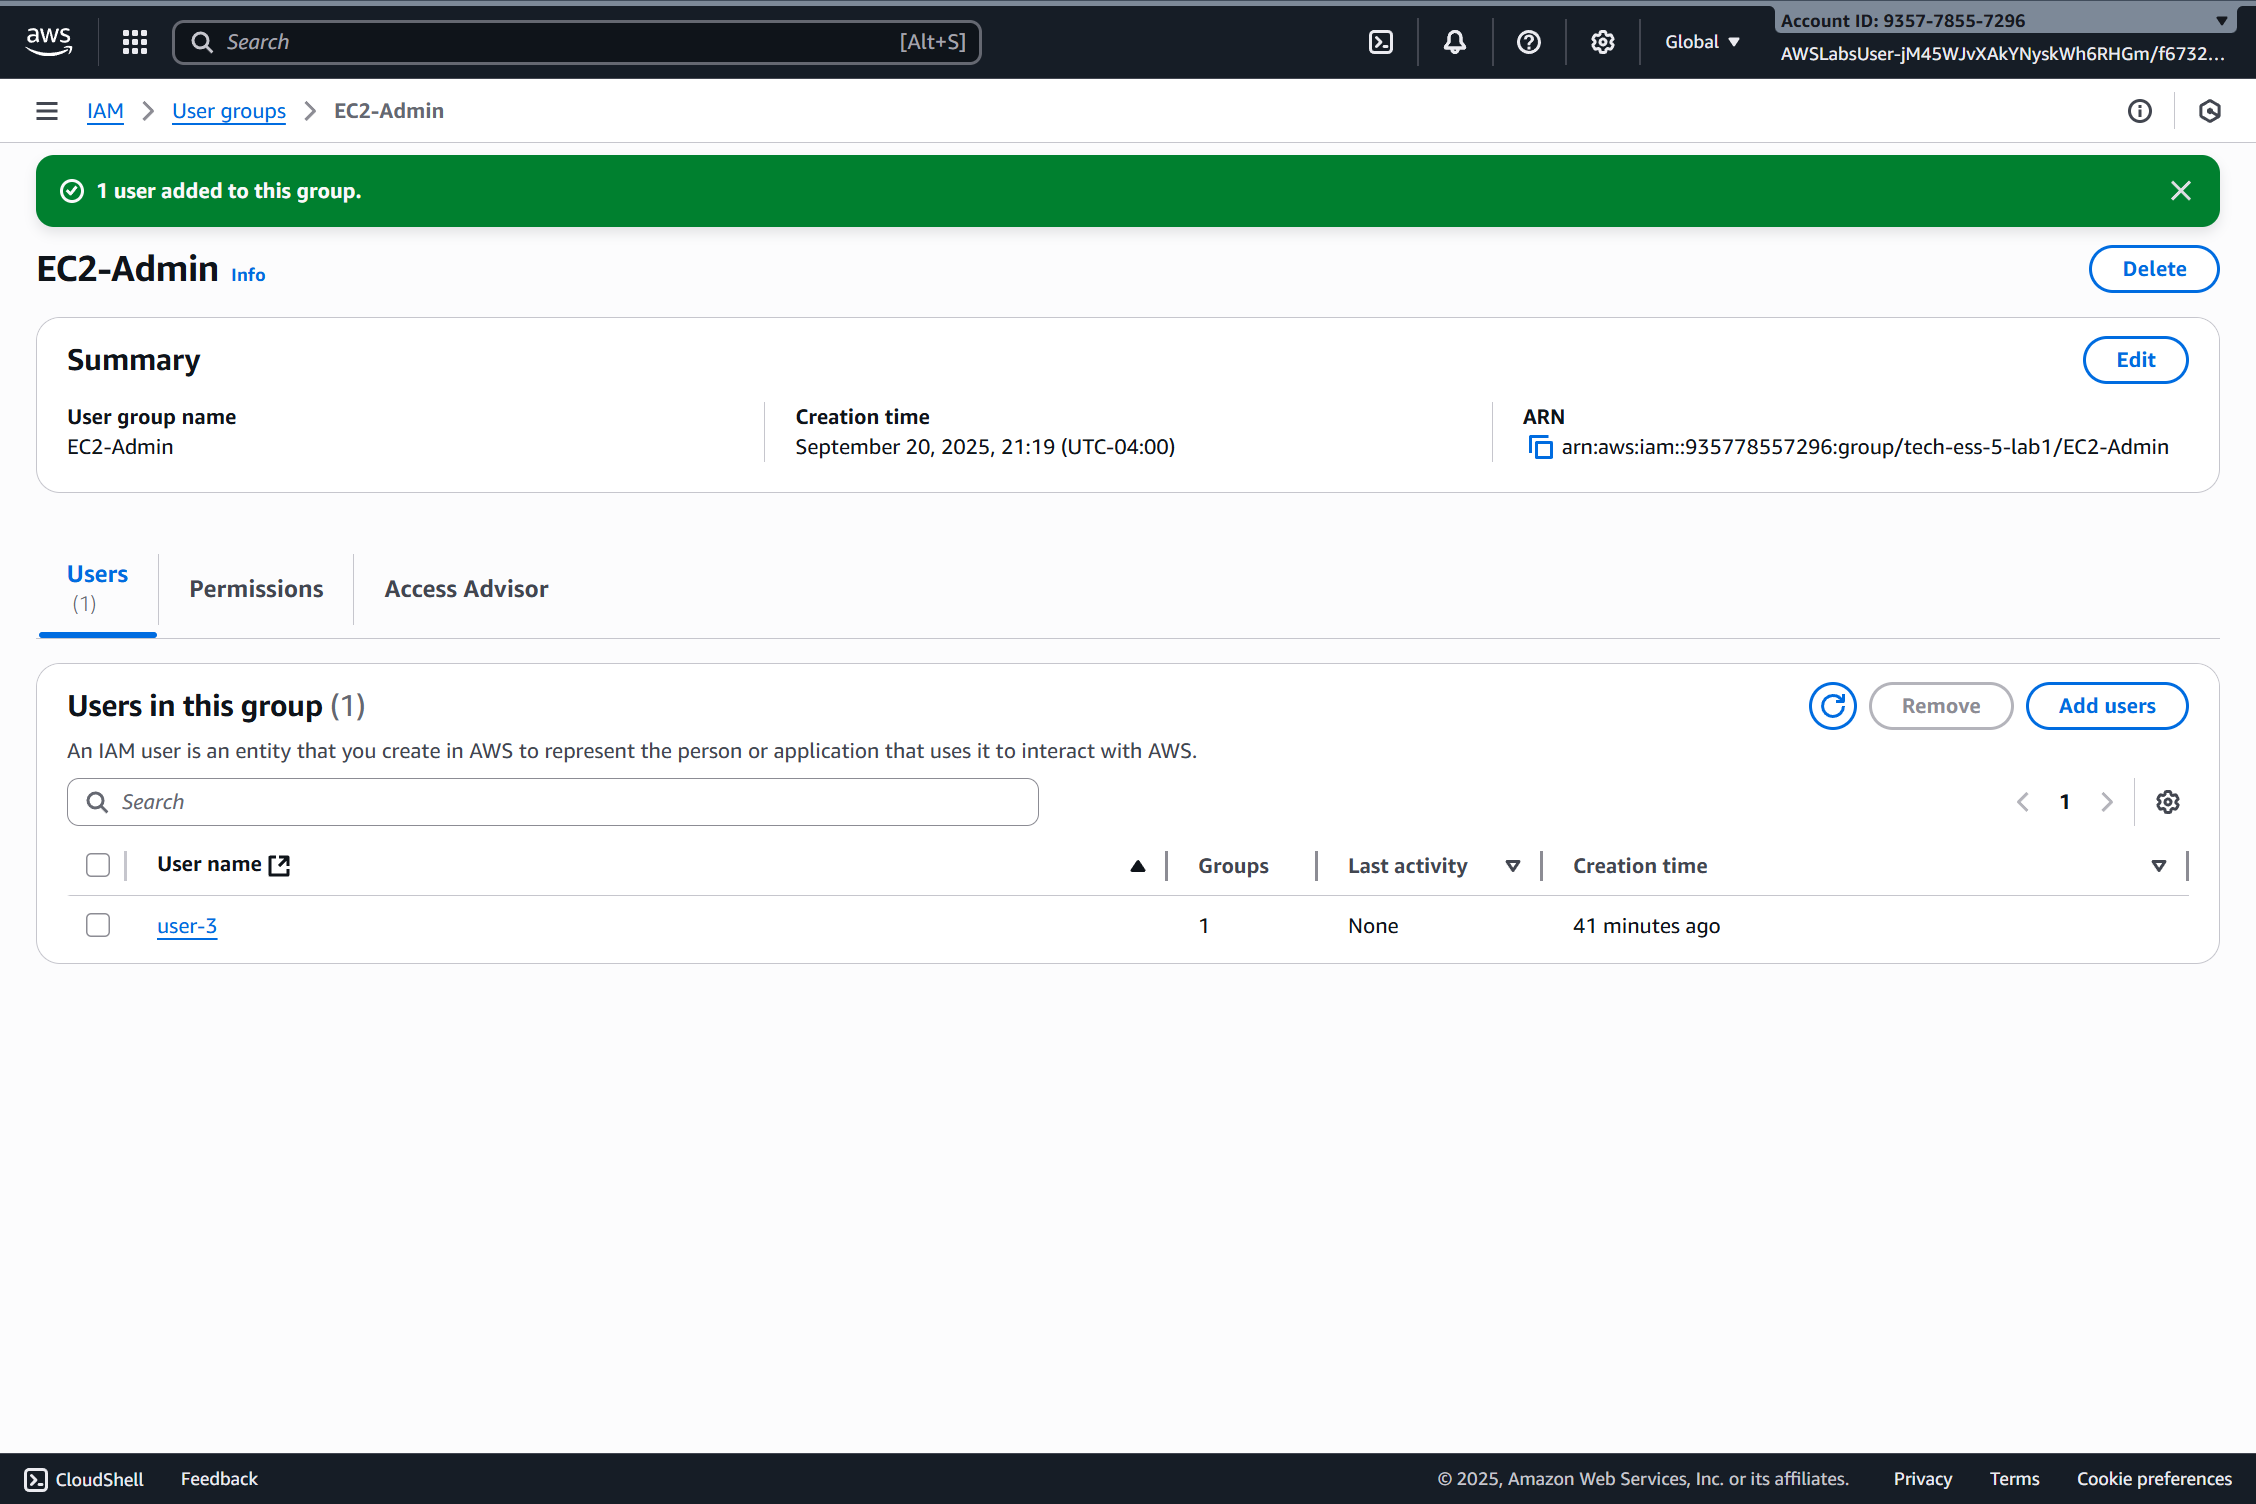 aws
Search [Alt+S]
Global
Account ID: 9357-7855-7296
AWSLabsUser-jM45WJvXAkYNyskWh6RHGm/f6732...
IAM > User groups > EC2-Admin
1 user added to this group.
EC2-Admin Info
Delete
Summary
Edit
User group name
EC2-Admin
Creation time
September 20, 2025, 21:19 (UTC-04:00)
ARN
arn:aws:iam::935778557296:group/tech-ess-5-lab1/EC2-Admin
Users
(1)
Permissions
Access Advisor
Users in this group (1)
Remove
Add users
An IAM user is an entity that you create in AWS to represent the person or application that uses it to interact with AWS.
Search
1
User name Groups Last activity Creation time
user-3 1 None 41 minutes ago
CloudShell Feedback © 2025, Amazon Web Services, Inc. or its affiliates. Privacy Terms Cookie preferences